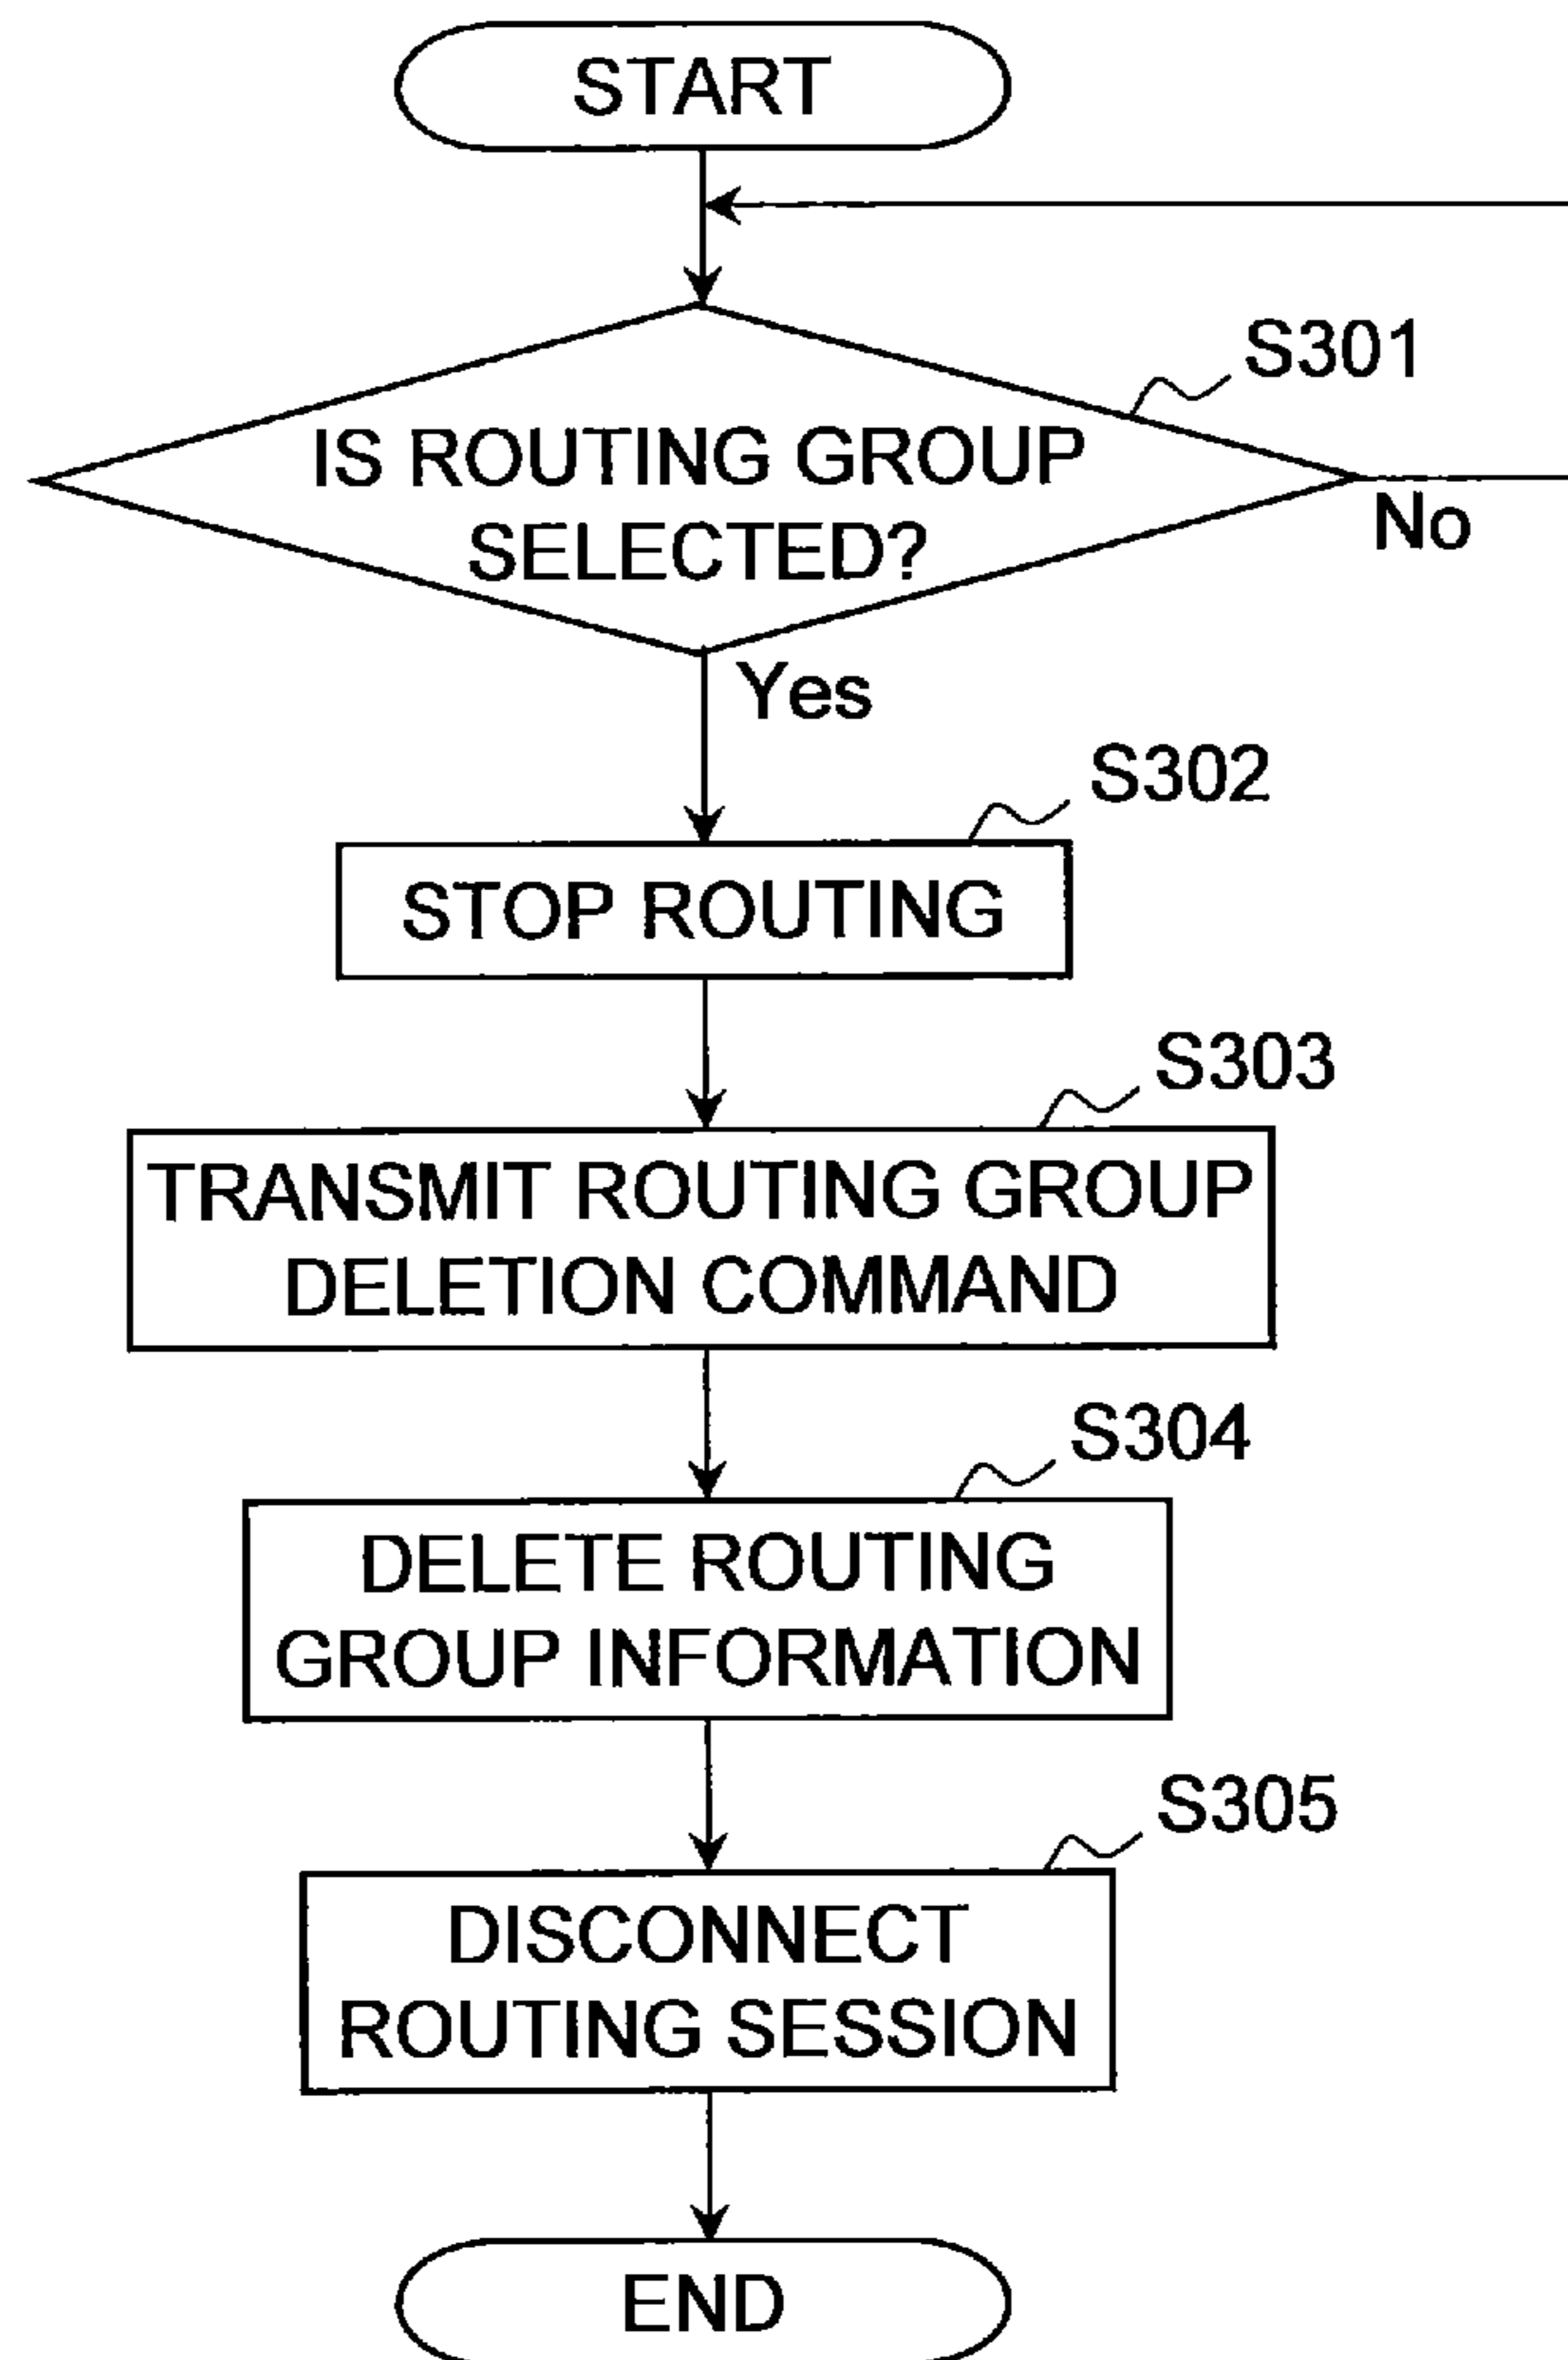 START
S301
IS ROUTING GROUP
SELECTED?
No
Yes
S302
STOP ROUTING
S303
TRANSMIT ROUTING GROUP
DELETION COMMAND
S304
DELETE ROUTING
GROUP INFORMATION
S305
DISCONNECT
ROUTING SESSION
END